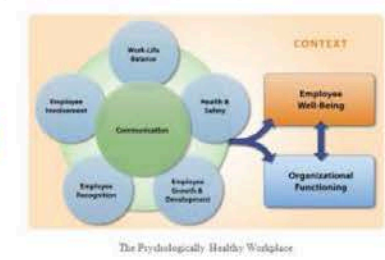 CONTEXT
Work-Life
Balance
Employee
Involvement
Health &
Safety
Communication
Employee
Recognition
Employee
Growth &
Development
Employee
Well-Being
Organizational
Functioning
The Psychologically Healthy Workplace